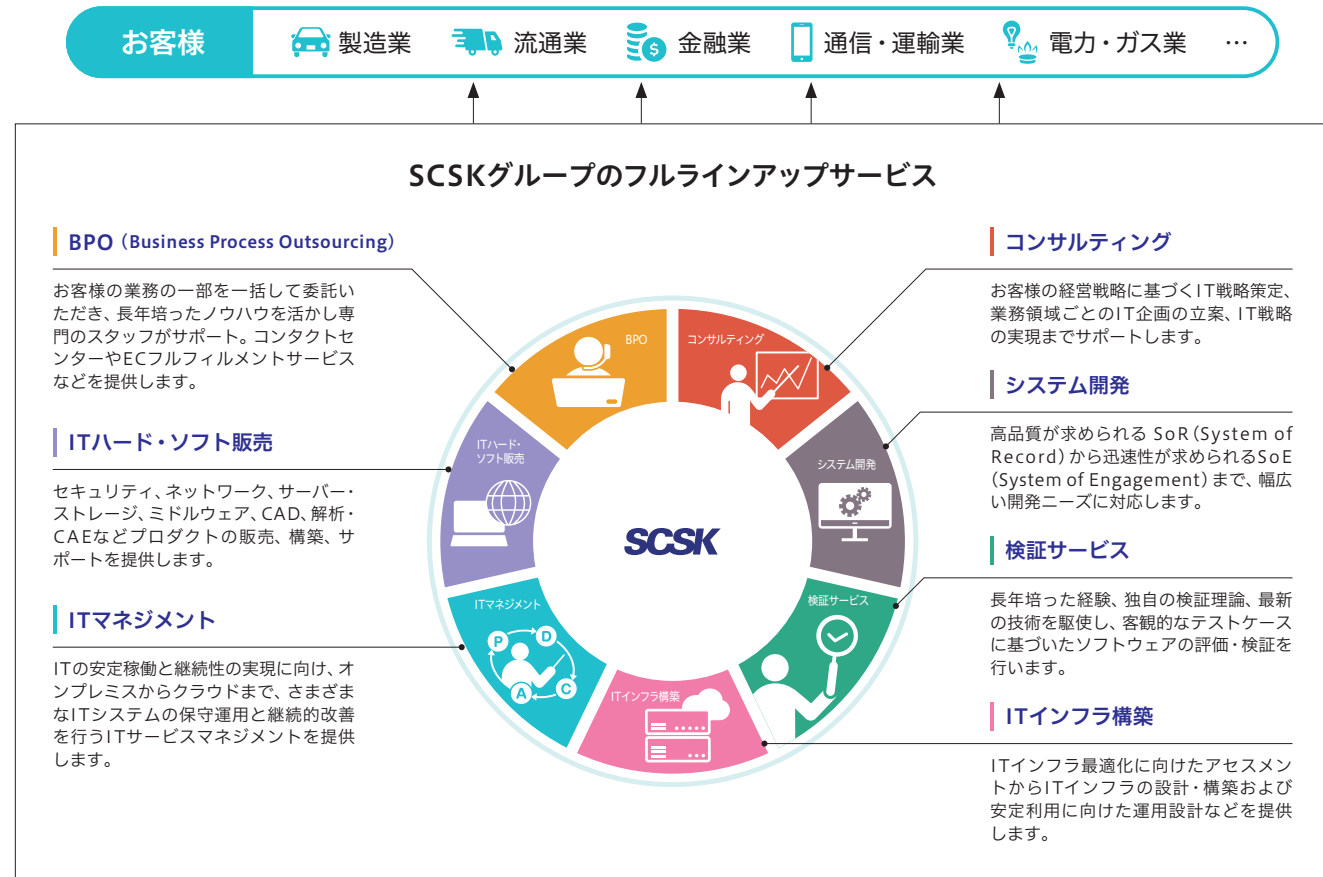 お客様
製造業
流通業
金融業
通信・運輸業
電力・ガス業
…
SCSKグループのフルラインアップサービス
BPO（Business Process Outsourcing）
お客様の業務の一部を一括して委託い
ただき、長年培ったノウハウを活かし専
門のスタッフがサポート。コンタクトセ
ンターやECフルフィルメントサービス
などを提供します。
ITハード・ソフト販売
セキュリティ、ネットワーク、サーバー・
ストレージ、ミドルウェア、CAD、解析・
CAEなどプロダクトの販売、構築、サ
ポートを提供します。
ITマネジメント
ITの安定稼働と継続性の実現に向け、オ
ンプレミスからクラウドまで、さまざま
なITシステムの保守運用と継続的改善
を行うITサービスマネジメントを提供
します。
BPO
コンサルティング
ITハード・
ソフト販売
システム開発
SCSK
ITマネジメント
P
D
A
C
検証サービス
ITインフラ構築
コンサルティング
お客様の経営戦略に基づくIT戦略策定、
業務領域ごとのIT企画の立案、IT戦略
の実現までサポートします。
システム開発
高品質が求められる SoR（System of
Record）から迅速性が求められるSoE
（System of Engagement）まで、幅広
い開発ニーズに対応します。
検証サービス
長年培った経験、独自の検証理論、最新
の技術を駆使し、客観的なテストケース
に基づいたソフトウェアの評価・検証を
行います。
ITインフラ構築
ITインフラ最適化に向けたアセスメン
トからITインフラの設計・構築および
安定利用に向けた運用設計などを提供
します。